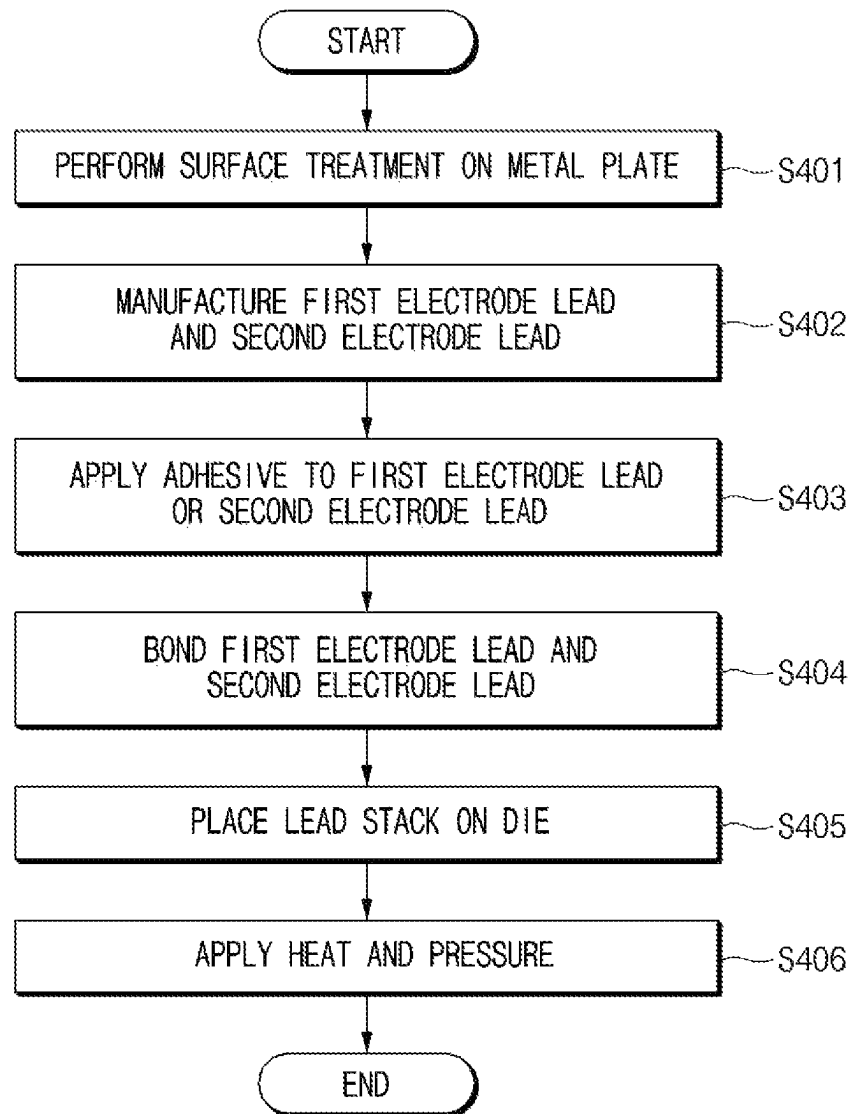 START
PERFORM SURFACE TREATMENT ON METAL PLATE
S401
MANUFACTURE FIRST ELECTRODE LEAD
AND SECOND ELECTRODE LEAD
S402
APPLY ADHESIVE TO FIRST ELECTRODE LEAD
OR SECOND ELECTRODE LEAD
S403
BOND FIRST ELECTRODE LEAD AND
SECOND ELECTRODE LEAD
S404
PLACE LEAD STACK ON DIE
S405
APPLY HEAT AND PRESSURE
S406
END